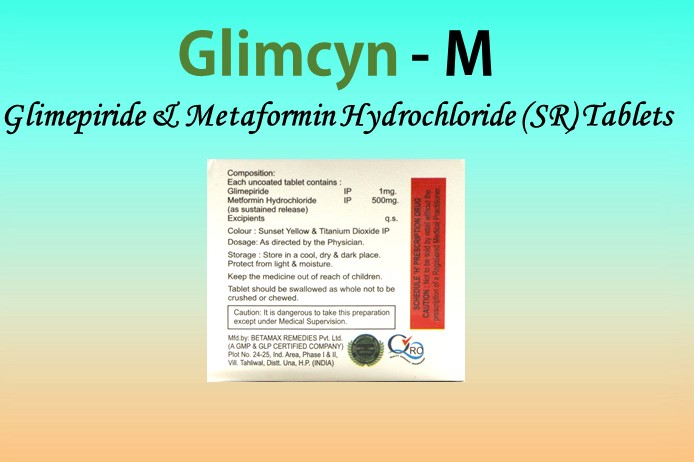 Glimcyn - M
Glimepiride & Metaformin Hydrochloride (SR) Tablets
Composition:
Each uncoated tablet contains :
Glimepiride IP 1mg.
Metformin Hydrochloride IP 500mg.
(as sustained release)
Excipients q.s.
Colour : Sunset Yellow & Titanium Dioxide IP
Dosage: As directed by the Physician.
Storage : Store in a cool, dry & dark place.
Protect from light & moisture.
Keep the medicine out of reach of children.
Tablet should be swallowed as whole not to be
crushed or chewed.
Caution: It is dangerous to take this preparation
except under Medical Supervision.
Mfd.by: BETAMAX REMEDIES Pvt. Ltd.
(A GMP & GLP CERTIFIED COMPANY)
Plot No. 24-25, Ind. Area, Phase I & II,
Vill. Tahliwal, Distt. Una, H.P. (INDIA)
QRO
SCHEDULE 'H' PRESCRIPTION DRUG
CAUTION : Not to be sold by retail without the
prescription of a Registered Medical Practitioner.